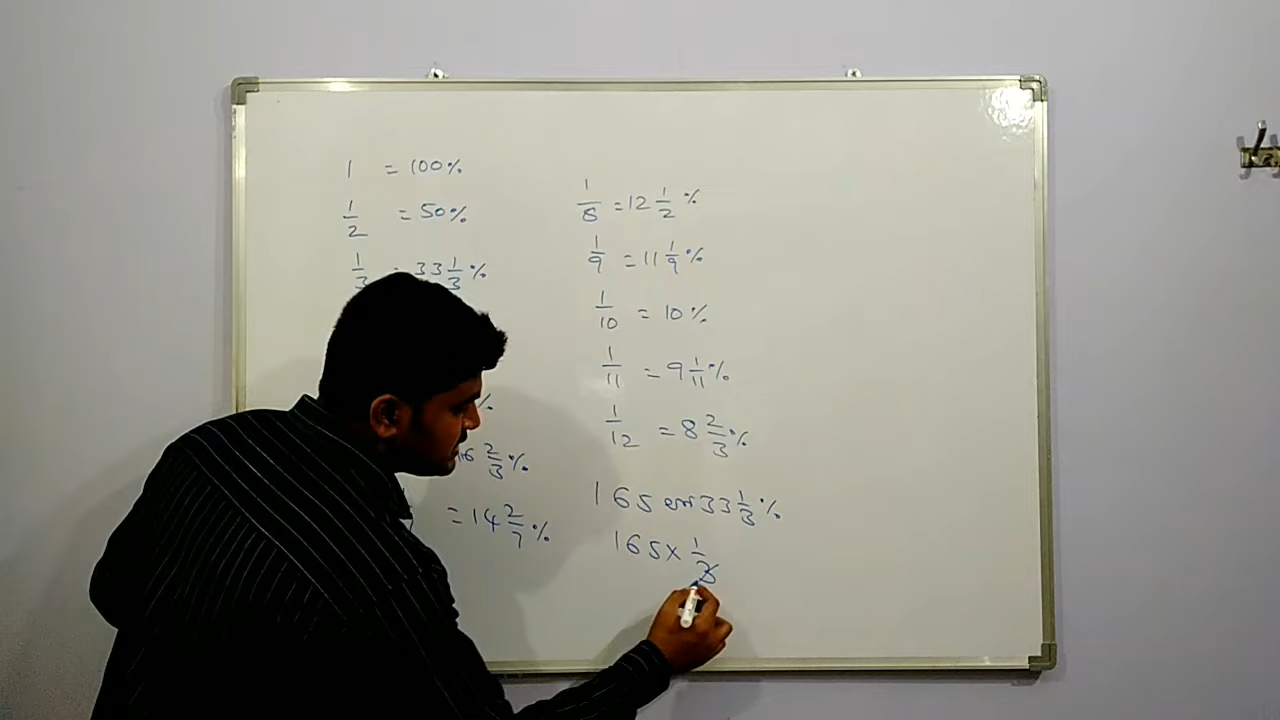 1 = 100%
1/2 = 50%
1/3 = 33 1/3 %
%
16 2/3 %
= 14 2/7 %
1/8 = 12 1/2 %
1/9 = 11 1/9 %
1/10 = 10%
1/11 = 9 1/11 %
1/12 = 8 2/3 %
165 33 1/3 %
165 x 1/3